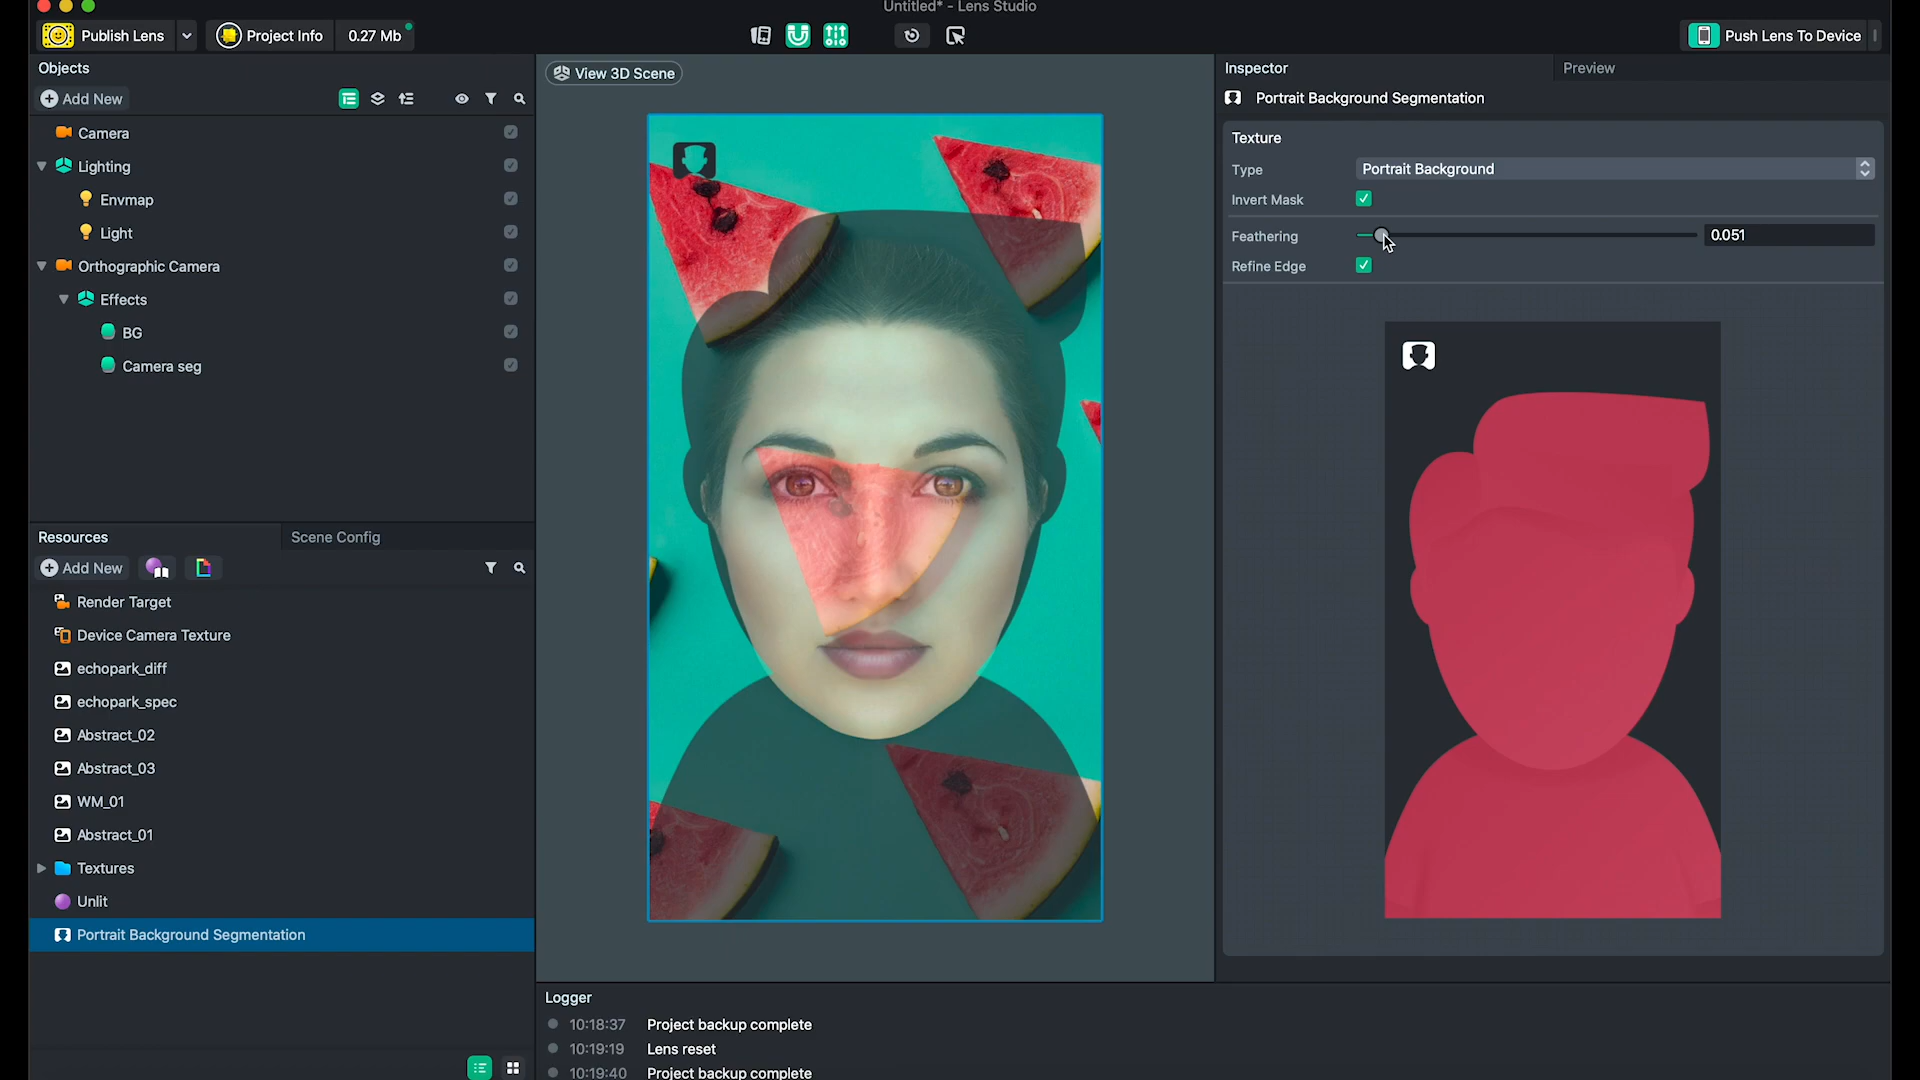 Untitled* - Lens Studio
Publish Lens
Project Info
0.27 Mb
Push Lens To Device
Objects
Add New
Camera
Lighting
Envmap
Light
Orthographic Camera
Effects
BG
Camera seg
Resources
Scene Config
Add New
Render Target
Device Camera Texture
echopark_diff
echopark_spec
Abstract_02
Abstract_03
WM_01
Abstract_01
Textures
Unlit
Portrait Background Segmentation
View 3D Scene
Logger
10:18:37 Project backup complete
10:19:19 Lens reset
10:19:40 Project backup complete
Inspector
Preview
Portrait Background Segmentation
Texture
Type Portrait Background
Invert Mask
Feathering 0.051
Refine Edge